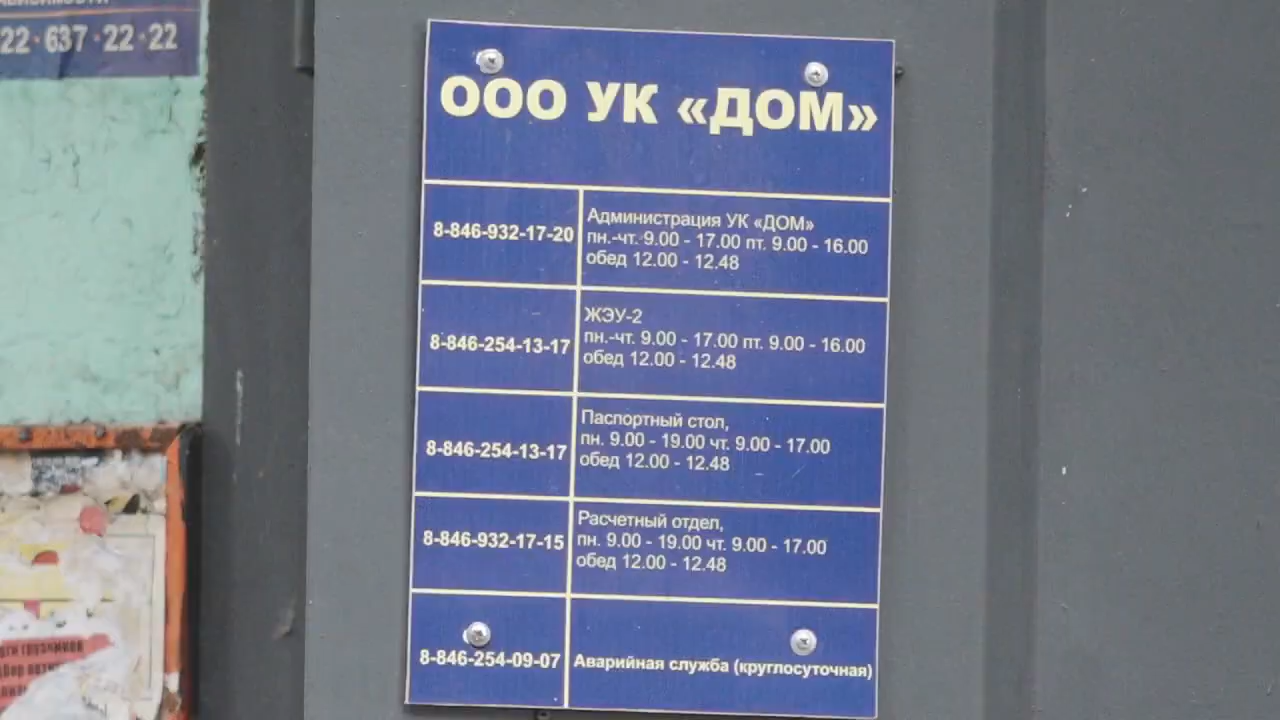 22·637·22·22
ООО УК «ДОМ»
8-846-932-17-20
Администрация УК «ДОМ»
пн.-чт. 9.00 - 17.00 пт. 9.00 - 16.00
обед 12.00 - 12.48
8-846-254-13-17
ЖЭУ-2
пн.-чт. 9.00 - 17.00 пт. 9.00 - 16.00
обед 12.00 - 12.48
8-846-254-13-17
Паспортный стол,
пн. 9.00 - 19.00 чт. 9.00 - 17.00
обед 12.00 - 12.48
8-846-932-17-15
Расчетный отдел,
пн. 9.00 - 19.00 чт. 9.00 - 17.00
обед 12.00 - 12.48
8-846-254-09-07
Аварийная служба (круглосуточная)